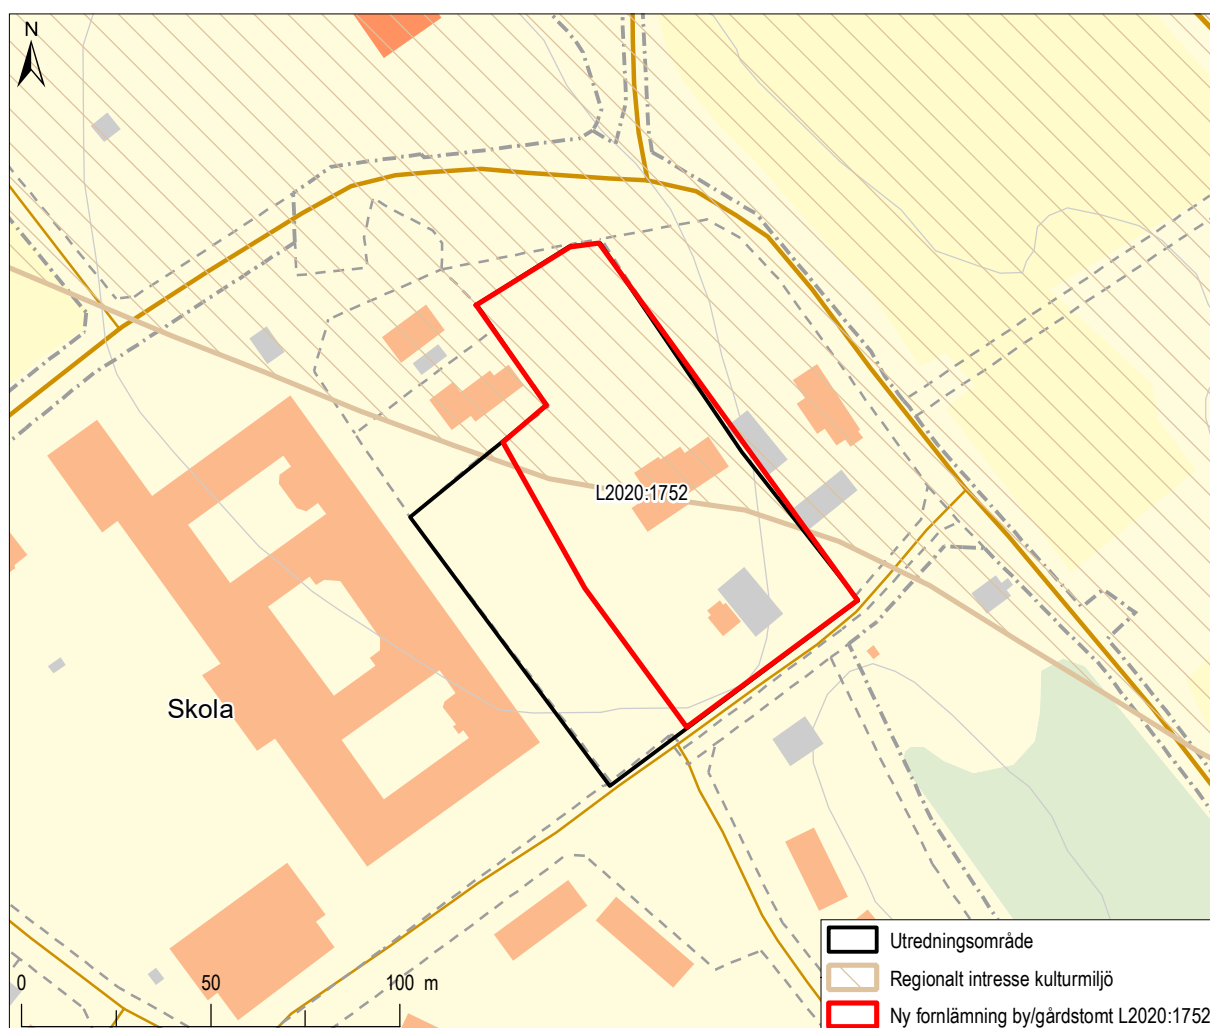 N
L2020:1752
Skola
0 50 100 m
Utredningsområde
Regionalt intresse kulturmiljö
Ny fornlämning by/gårdstomt L2020:1752